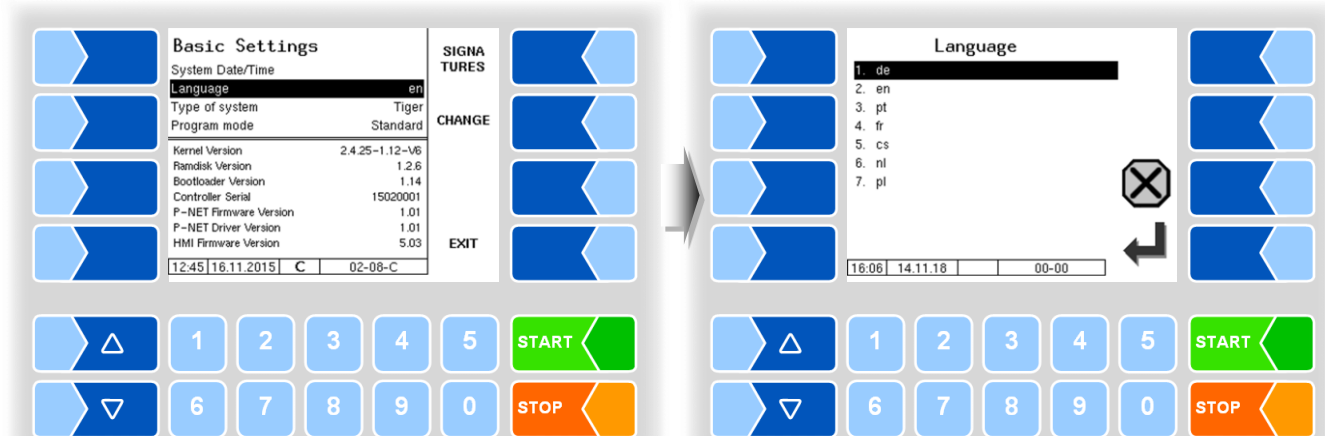 Basic Settings
SIGNA
TURES
System Date/Time
Language en
Type of system Tiger
CHANGE
Program mode Standard
Kernel Version 2.4.25-1.12-V6
Ramdisk Version 1.2.6
Bootloader Version 1.14
Controller Serial 15020001
P-NET Firmware Version 1.01
P-NET Driver Version 1.01
HMI Firmware Version 5.03
EXIT
12:45 16.11.2015 C 02-08-C
1 2 3 4 5 START
6 7 8 9 0 STOP
Language
1. de
2. en
3. pt
4. fr
5. cs
6. nl
7. pl
16:06 14.11.18 00-00
1 2 3 4 5 START
6 7 8 9 0 STOP